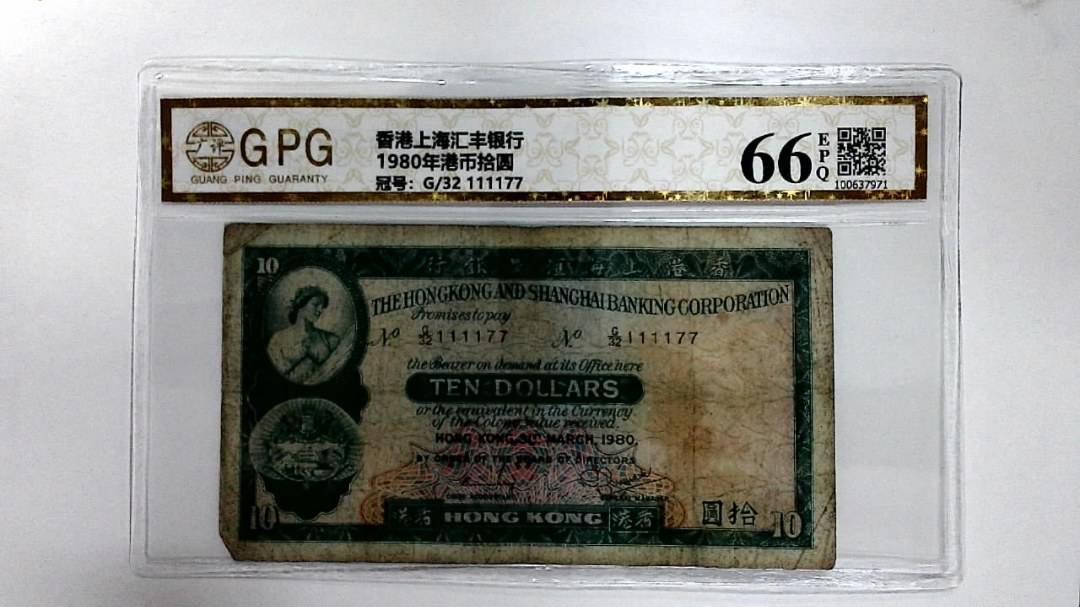 GPG
GUANG PING GUARANTY
香港上海汇丰银行
1980年港币拾圆
冠号: G/32 111177
66
EPQ
100637971
10
行銀豐滙海上港香
THE HONGKONG AND SHANGHAI BANKING CORPORATION
Promises to pay
No G/32 111177 No G/32 111177
the Bearer on demand at its Office here
TEN DOLLARS
or the equivalent in the Currency
of the Colony Value received.
HONG KONG, 31ST MARCH, 1980.
BY ORDER OF THE BOARD OF DIRECTORS
10
港香 HONG KONG 港香
圓拾
10